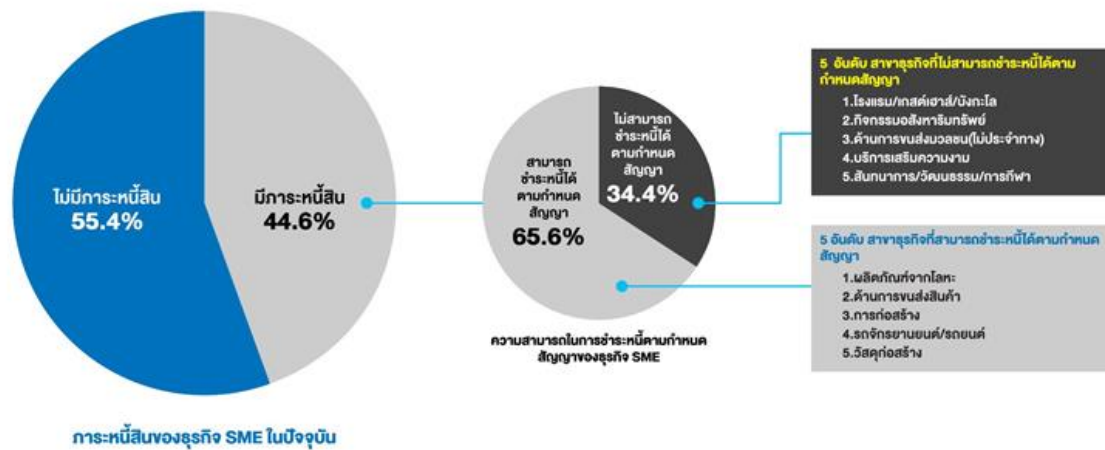 ไม่มีภาระหนี้สิน
55.4%
มีภาระหนี้สิน
44.6%
ภาระหนี้สินของธุรกิจ SME ในปัจจุบัน
สามารถ
ชำระหนี้ได้
ตามกำหนด
สัญญา
65.6%
ไม่สามารถ
ชำระหนี้ได้
ตามกำหนด
สัญญา
34.4%
ความสามารถในการชำระหนี้ตามกำหนด
สัญญาของธุรกิจ SME
5 อันดับ สาขาธุรกิจที่ไม่สามารถชำระหนี้ได้ตาม
กำหนดสัญญา
1.โรงแรม/เกสต์เฮาส์/บังกะโล
2.กิจกรรมอสังหาริมทรัพย์
3.ด้านการขนส่งมวลชน(ไม่ประจำทาง)
4.บริการเสริมความงาม
5.สันทนาการ/วัฒนธรรม/การกีฬา
5 อันดับ สาขาธุรกิจที่สามารถชำระหนี้ได้ตามกำหนด
สัญญา
1.ผลิตภัณฑ์จากโลหะ
2.ด้านการขนส่งสินค้า
3.การก่อสร้าง
4.รถจักรยานยนต์/รถยนต์
5.วัสดุก่อสร้าง